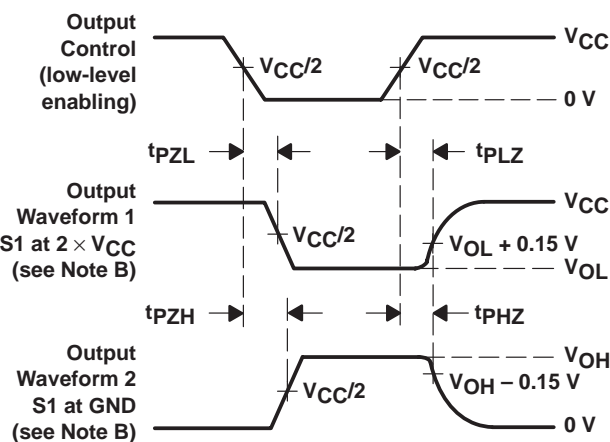 Output
Control
(low-level
enabling)
VCC/2
VCC/2
VCC
0 V
tPZL
tPLZ
Output
Waveform 1
S1 at 2 × VCC
(see Note B)
VCC/2
VCC
VOL + 0.15 V
VOL
tPZH
tPHZ
Output
Waveform 2
S1 at GND
(see Note B)
VCC/2
VOH
VOH – 0.15 V
0 V